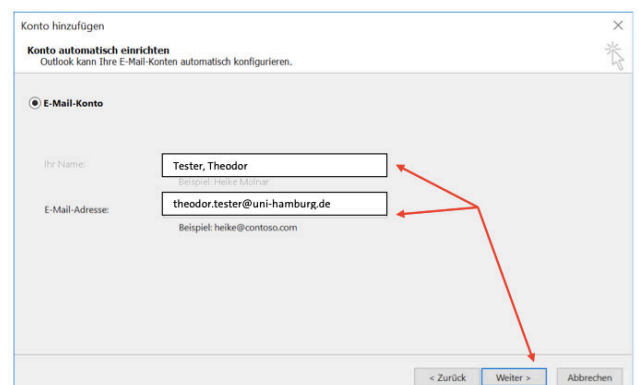 Konto hinzufügen
Konto automatisch einrichten
Outlook kann Ihre E-Mail-Konten automatisch konfigurieren.
E-Mail-Konto
Ihr Name:
Tester, Theodor
Beispiel: Heike Molnar
E-Mail-Adresse:
theodor.tester@uni-hamburg.de
Beispiel: heike@contoso.com
< Zurück
Weiter >
Abbrechen